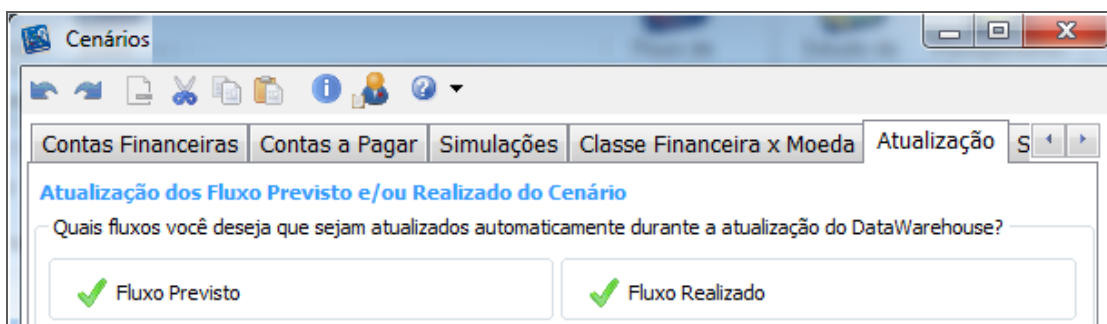 Cenários
Contas Financeiras Contas a Pagar Simulações Classe Financeira x Moeda Atualização S
Atualização dos Fluxo Previsto e/ou Realizado do Cenário
Quais fluxos você deseja que sejam atualizados automaticamente durante a atualização do DataWarehouse?
Fluxo Previsto Fluxo Realizado